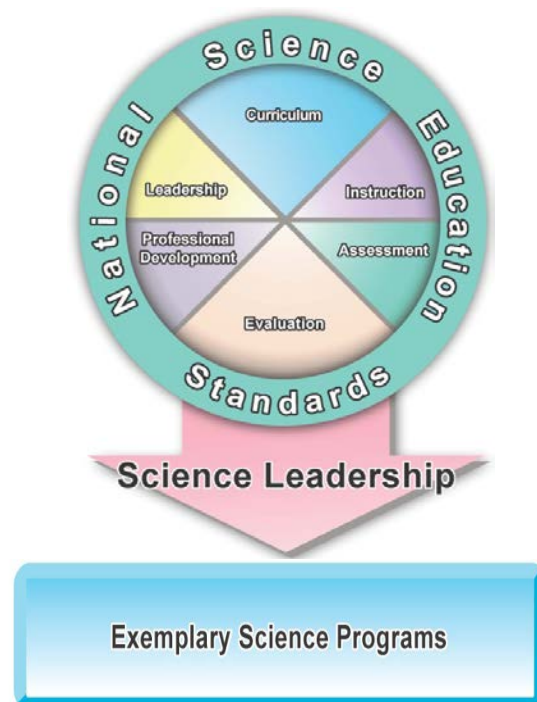 National Science Education
Standards
Curriculum
Leadership
Instruction
Professional
Development
Assessment
Evaluation
Science Leadership
Exemplary Science Programs